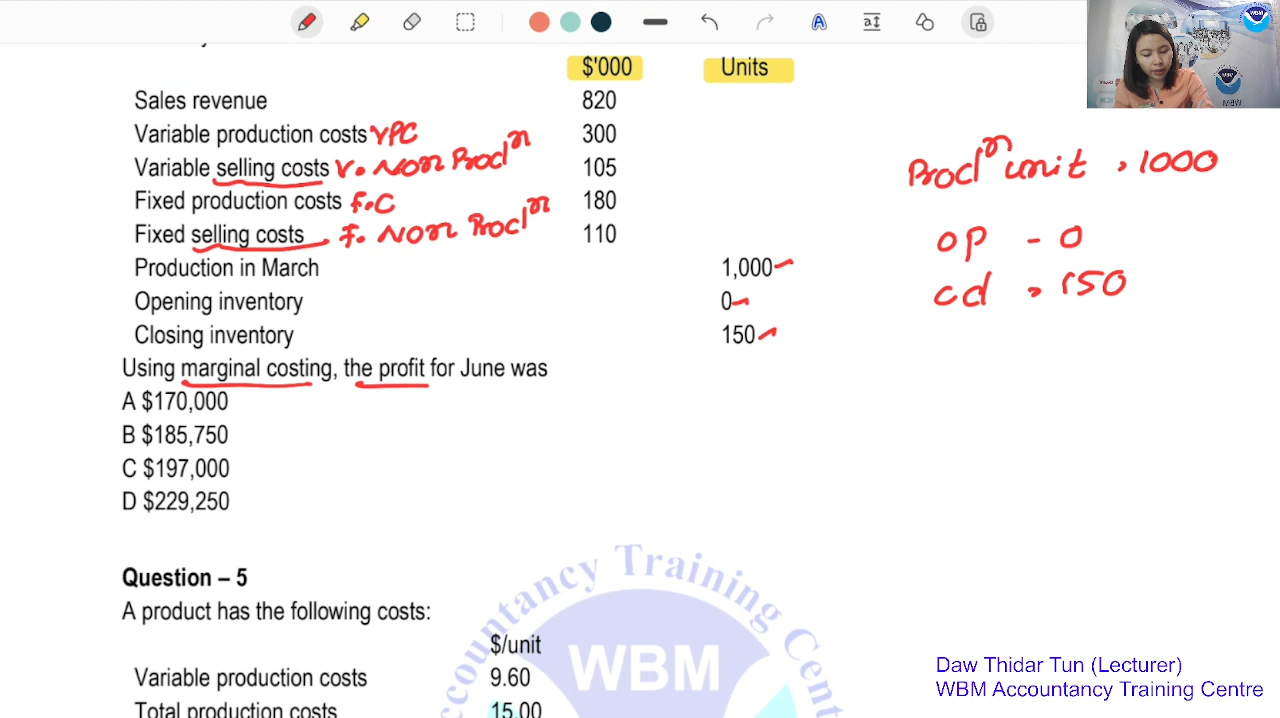 $'000 Units
Sales revenue 820
Variable production costs VPC 300
Variable selling costs V. Non Prodⁿ 105
Fixed production costs F.C 180
Fixed selling costs F. Non Prodⁿ 110
Production in March 1,000
Opening inventory 0
Closing inventory 150
Using marginal costing, the profit for June was
A $170,000
B $185,750
C $197,000
D $229,250
Prodⁿ unit 1000
op - 0
cd 150
Question – 5
A product has the following costs:
$/unit
Variable production costs 9.60
Total production costs 15.00
Accountancy Training Cent
WBM
Daw Thidar Tun (Lecturer)
WBM Accountancy Training Centre
WBM
WBM